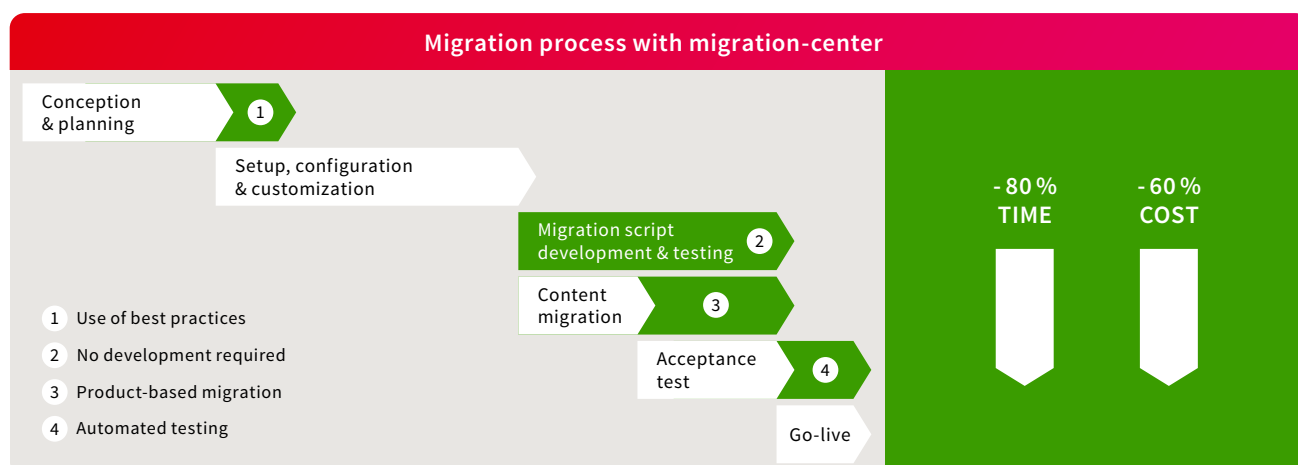 Migration process with migration-center
Conception
& planning
1
Setup, configuration
& customization
Migration script
development & testing
2
Content
migration
3
Acceptance
test
4
Go-live
1 Use of best practices
2 No development required
3 Product-based migration
4 Automated testing
- 80 %
TIME
- 60 %
COST